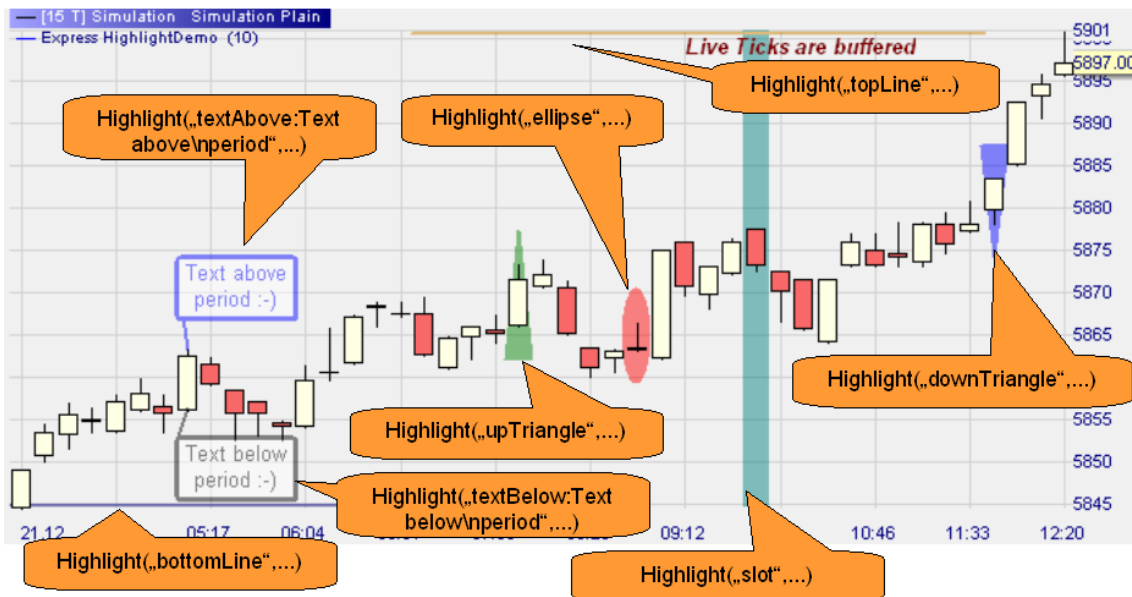 [15 T] Simulation Simulation Plain
Express HighlightDemo (10)
Live Ticks are buffered
5901
5897.00
5895
5890
5885
5880
5875
5870
5865
5860
5855
5850
5845
Highlight(„topLine“,...)
Highlight(„textAbove:Text
above\nperiod“,...)
Highlight(„ellipse“,...)
Text above
period :-)
Highlight(„downTriangle“,...)
Highlight(„upTriangle“,...)
Text below
period :-)
Highlight(„textBelow:Text
below\nperiod“,...)
21.12
05:17
06:04
09:12
10:46
11:33
12:20
Highlight(„bottomLine“,...)
Highlight(„slot“,...)